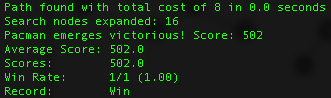 Path found with total cost of 8 in 0.0 seconds
Search nodes expanded: 16
Pacman emerges victorious! Score: 502
Average Score: 502.0
Scores:        502.0
Win Rate:      1/1 (1.00)
Record:        Win